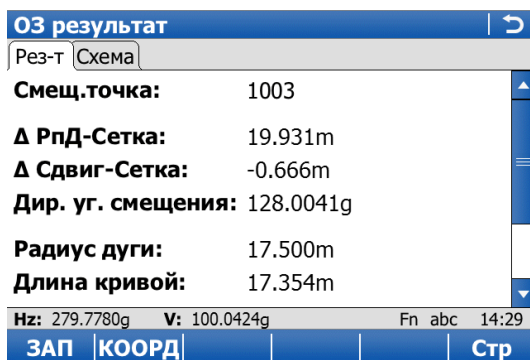 ОЗ результат
Рез-т Схема
Смещ.точка: 1003
Δ РпД-Сетка: 19.931m
Δ Сдвиг-Сетка: -0.666m
Дир. уг. смещения: 128.0041g
Радиус дуги: 17.500m
Длина кривой: 17.354m
Hz: 279.7780g V: 100.0424g Fn abc 14:29
ЗАП КООРД Стр